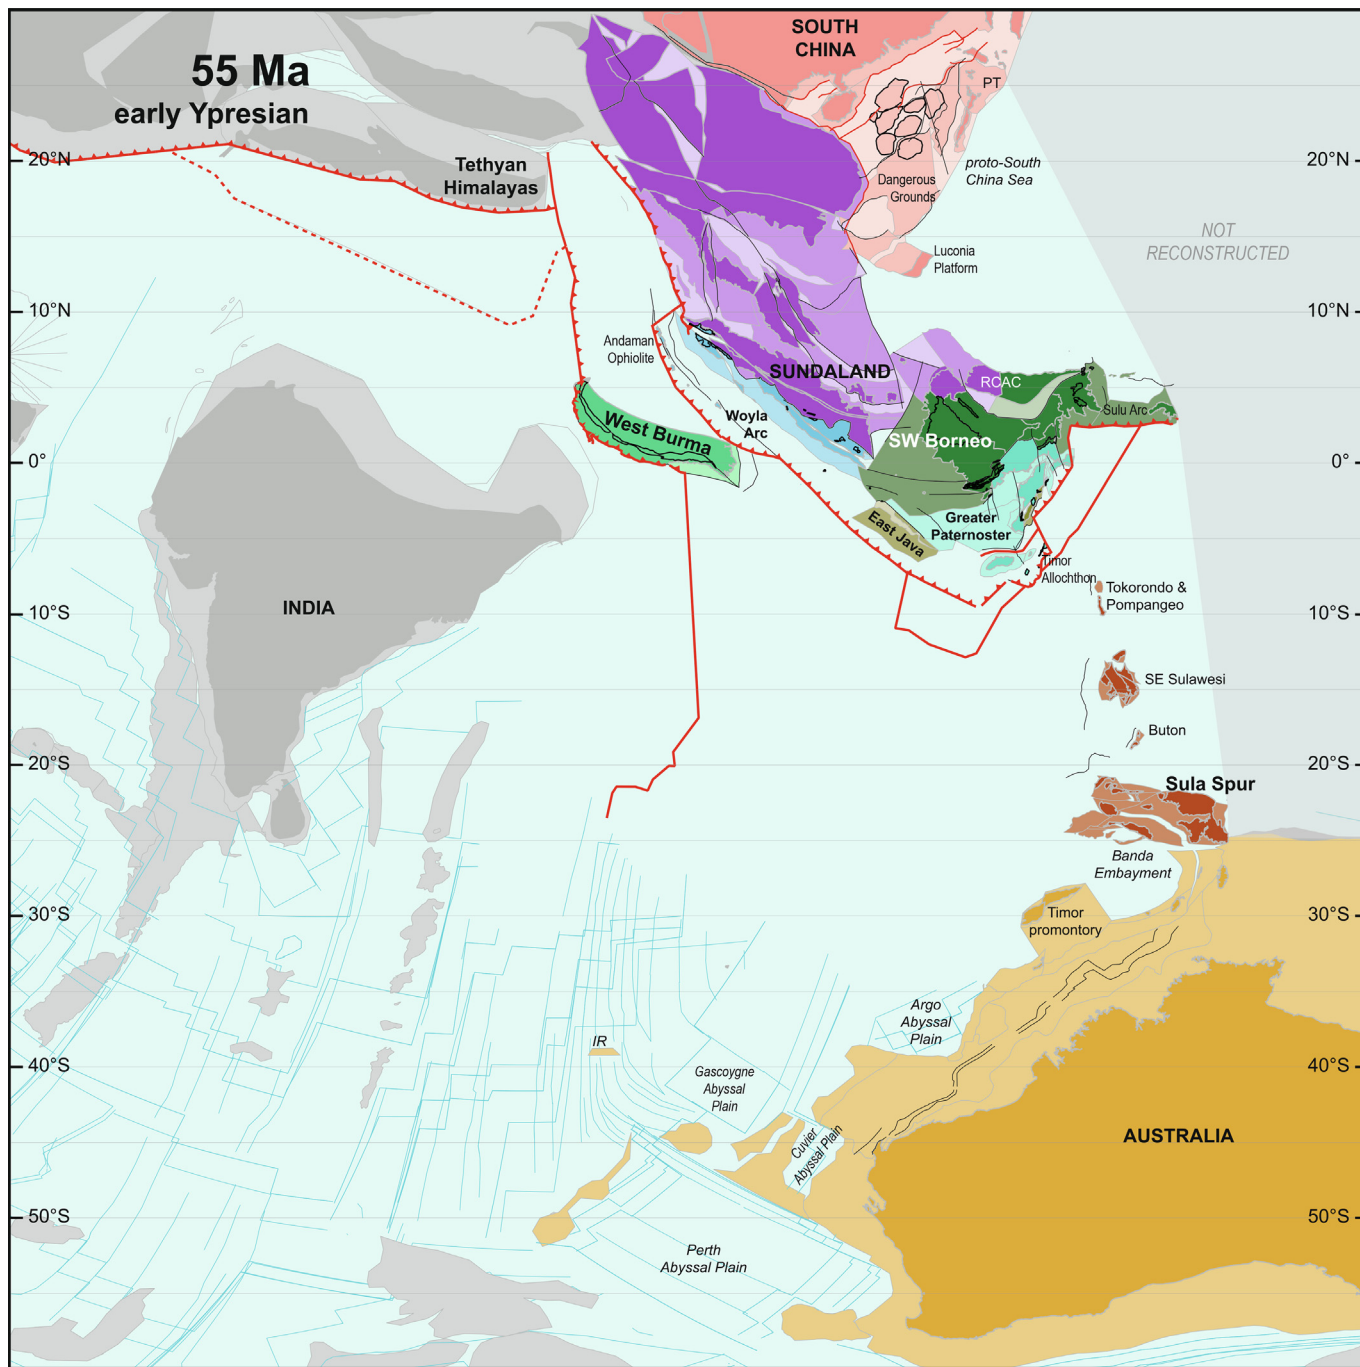 55 Ma
early Ypresian
SOUTH
CHINA
PT
20°N
Tethyan
Himalayas
Dangerous
Grounds
proto-South
China Sea
20°N
NOT
RECONSTRUCTED
Luconia
Platform
10°N
10°N
Andaman
Ophiolite
SUNDALAND
RCAC
Sulu Arc
Woyla
Arc
West Burma
SW Borneo
0°
0°
East Java
Greater
Paternoster
Timor
Allochthon
Tokorondo &
Pompangeo
INDIA
10°S
10°S
SE Sulawesi
Buton
20°S
Sula Spur
20°S
Banda
Embayment
30°S
Timor
promontory
30°S
Argo
Abyssal
Plain
IR
40°S
Gascoygne
Abyssal
Plain
40°S
Cuvier
Abyssal Plain
AUSTRALIA
50°S
50°S
Perth
Abyssal Plain